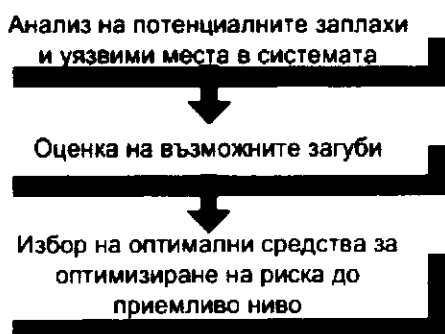 Анализ на потенциалните заплахи
и уязвими места в системата
Оценка на възможните загуби
Избор на оптимални средства за
оптимизиране на риска до
приемливо ниво